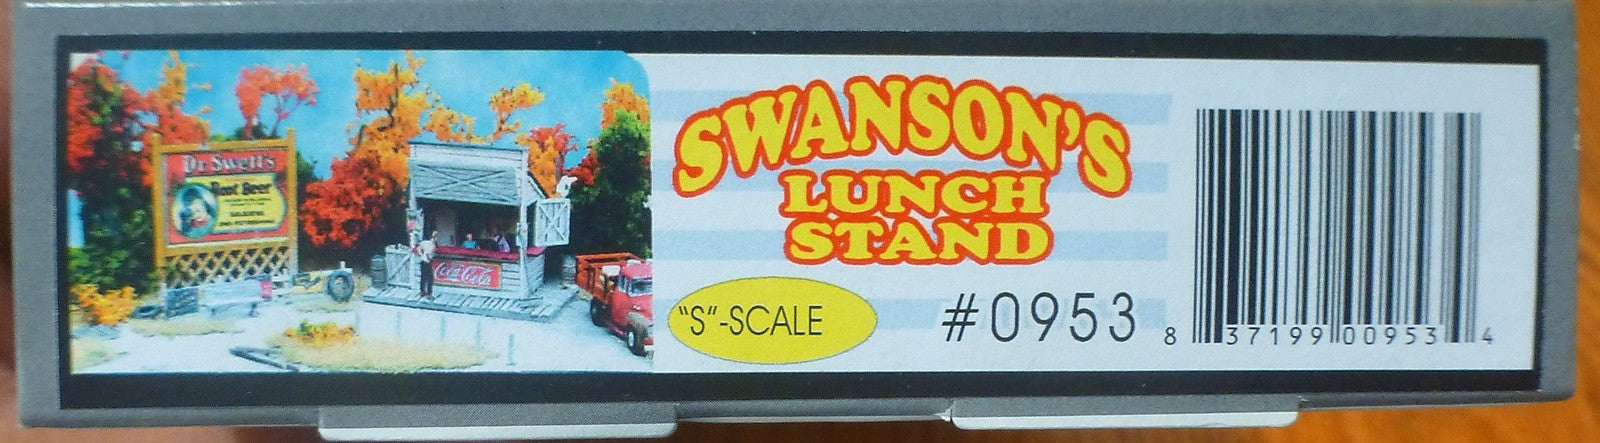 Dr. Swett's
Root Beer
Coca-Cola
SWANSON'S
LUNCH
STAND
"S"-SCALE
#0953
8 37199 00953 4